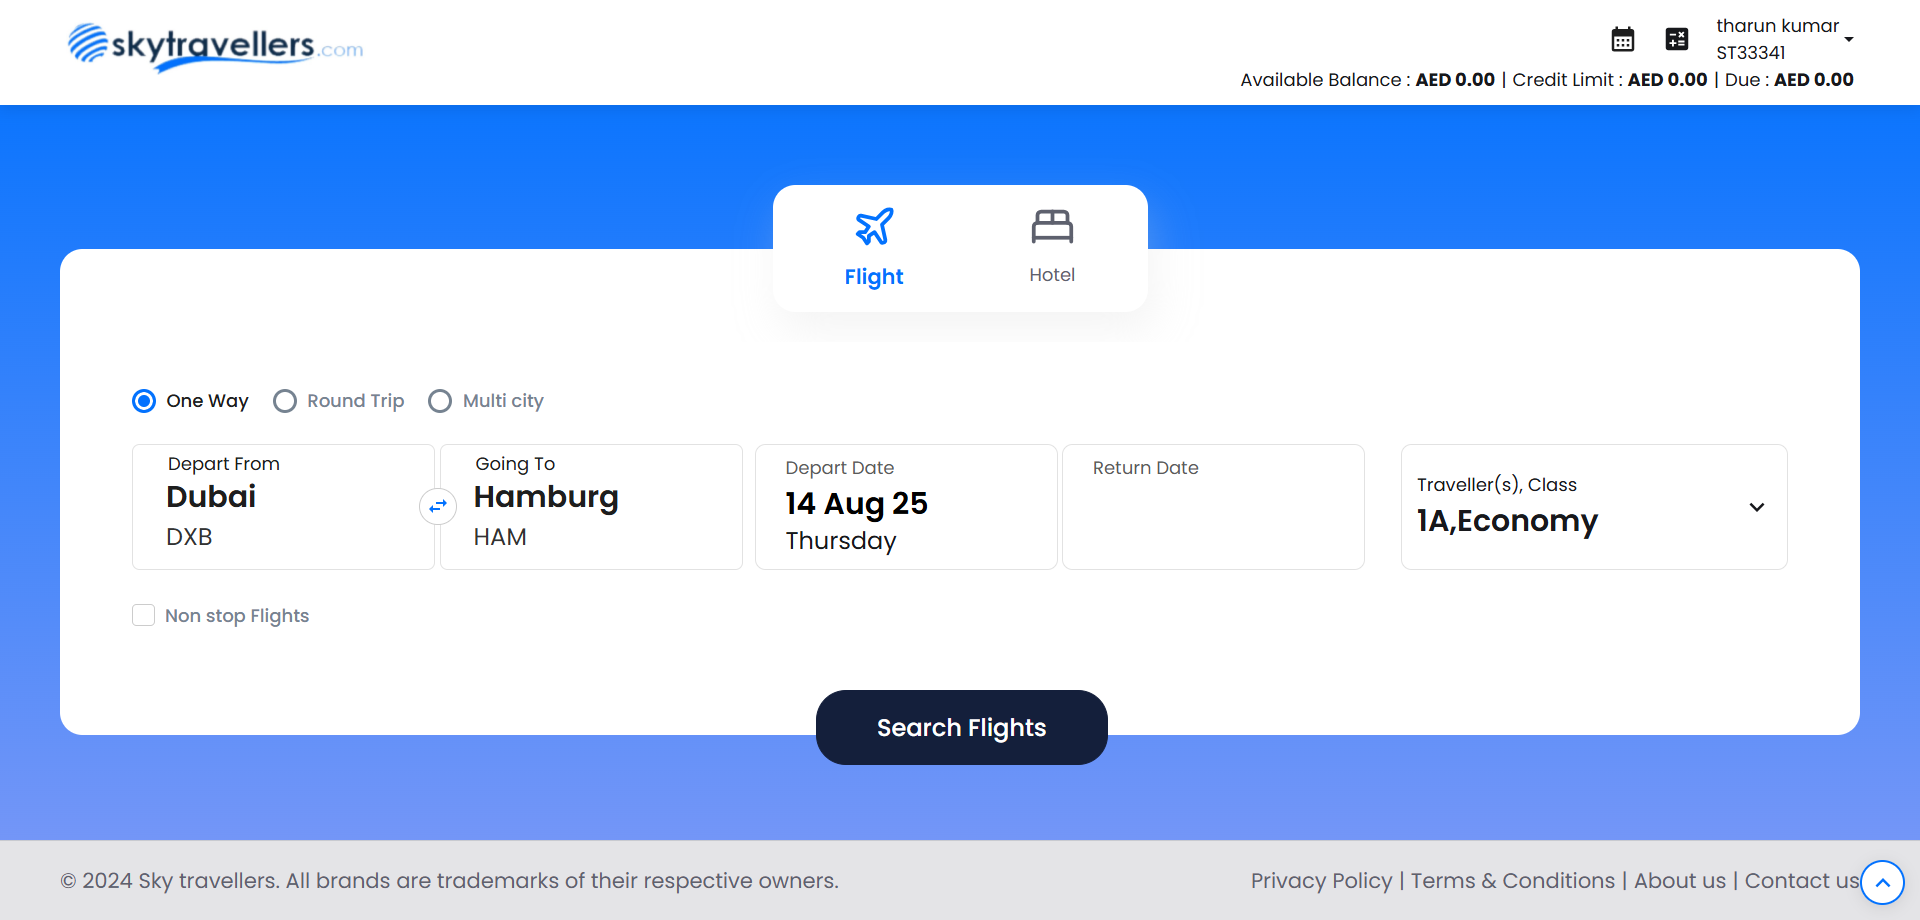 skytravellers.com
tharun kumar
ST33341
Available Balance : AED 0.00 | Credit Limit : AED 0.00 | Due : AED 0.00
Flight
Hotel
One Way
Round Trip
Multi city
Depart From
Dubai
DXB
Going To
Hamburg
HAM
Depart Date
14 Aug 25
Thursday
Return Date
Traveller(s), Class
1A,Economy
Non stop Flights
Search Flights
© 2024 Sky travellers. All brands are trademarks of their respective owners.
Privacy Policy | Terms & Conditions | About us | Contact us